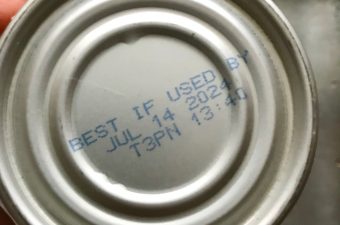 BEST IF USED BY
JUL 14 2024
T3PN 13:40